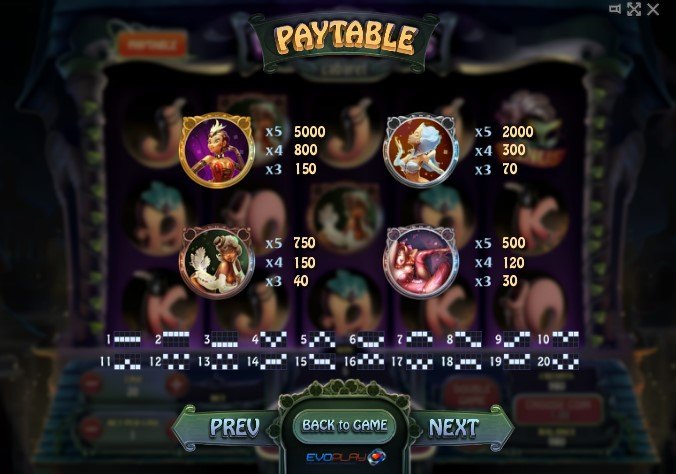 PAYTABLE
PAYTABLE
x5 5000
x4 800
x3 150
x5 2000
x4 300
x3 70
x5 750
x4 150
x3 40
x5 500
x4 120
x3 30
1 2 3 4 5 6 7 8 9 10
11 12 13 14 15 16 17 18 19 20
PREV
BACK to GAME
NEXT
EVOPLAY